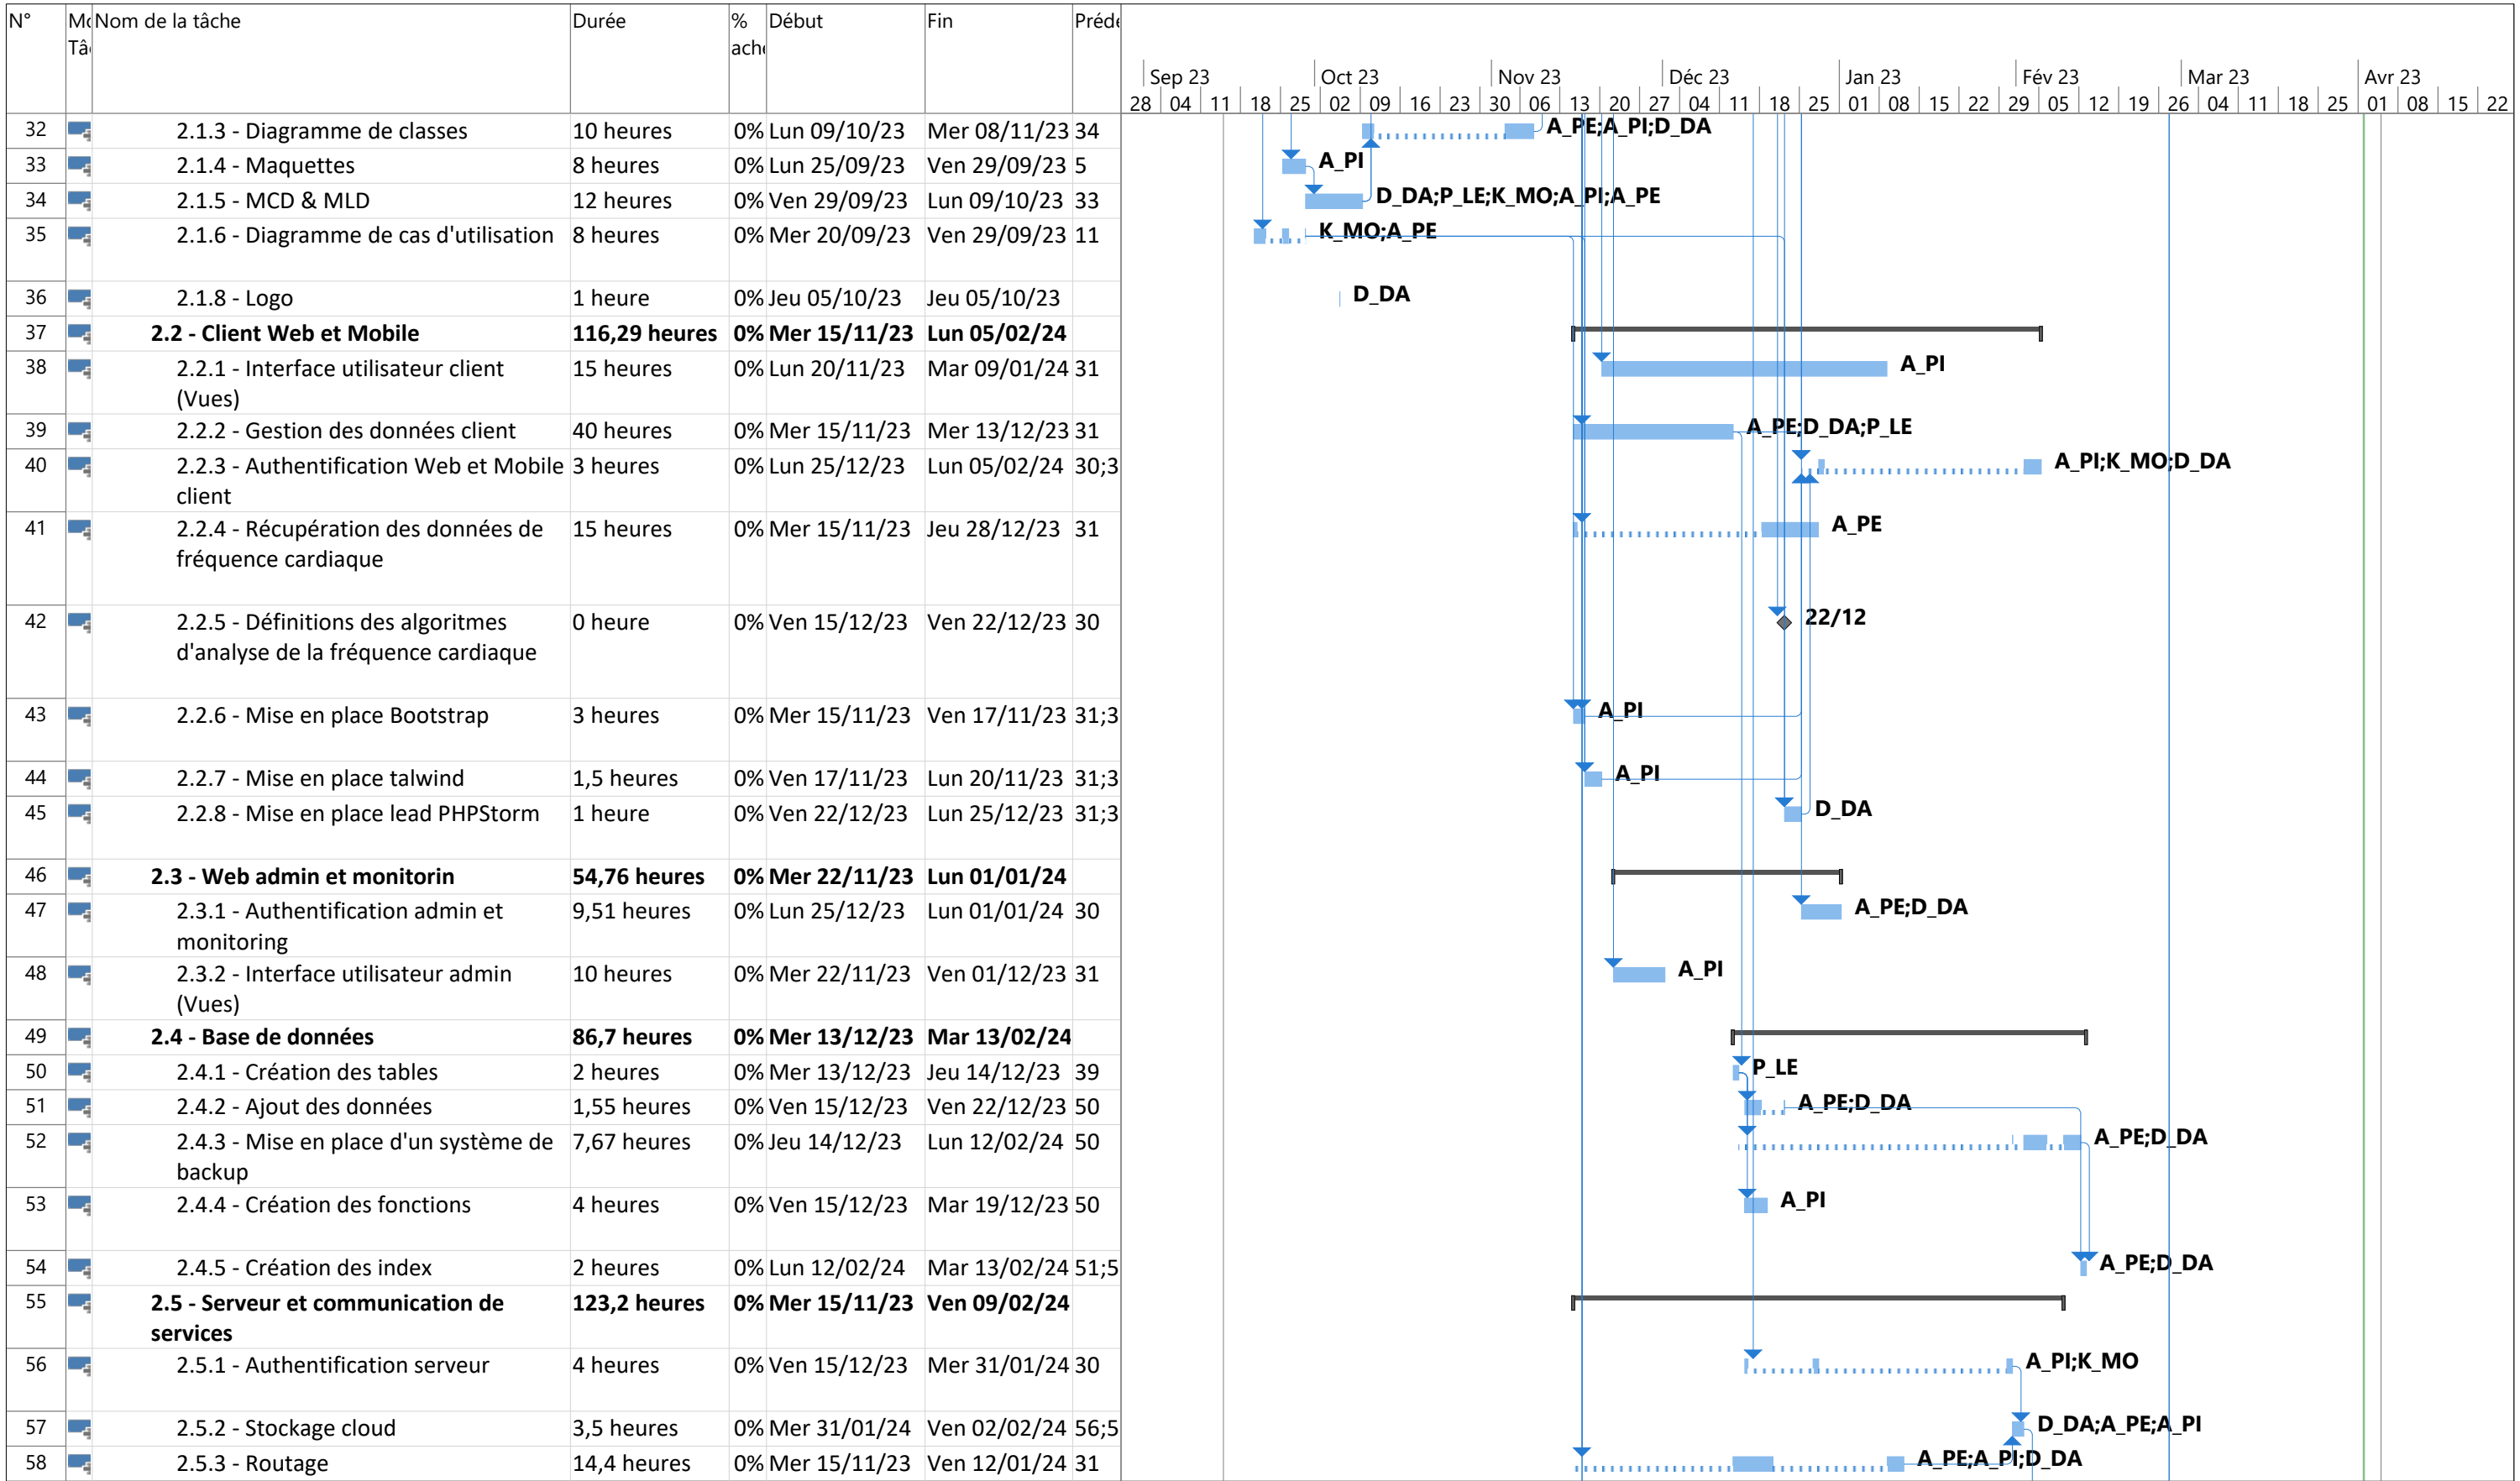 N° Mo Nom de la tâche Durée % Début Fin Préde
Tâ ache
Sep 23 Oct 23 Nov 23 Déc 23 Jan 23 Fév 23 Mar 23 Avr 23
28 04 11 18 25 02 09 16 23 30 06 13 20 27 04 11 18 25 01 08 15 22 29 05 12 19 26 04 11 18 25 01 08 15 22
32 2.1.3 - Diagramme de classes 10 heures 0% Lun 09/10/23 Mer 08/11/23 34 A_PE;A_PI;D_DA
33 2.1.4 - Maquettes 8 heures 0% Lun 25/09/23 Ven 29/09/23 5 A_PI
34 2.1.5 - MCD & MLD 12 heures 0% Ven 29/09/23 Lun 09/10/23 33 D_DA;P_LE;K_MO;A_PI;A_PE
35 2.1.6 - Diagramme de cas d'utilisation 8 heures 0% Mer 20/09/23 Ven 29/09/23 11 K_MO;A_PE
36 2.1.8 - Logo 1 heure 0% Jeu 05/10/23 Jeu 05/10/23 D_DA
37 2.2 - Client Web et Mobile 116,29 heures 0% Mer 15/11/23 Lun 05/02/24
38 2.2.1 - Interface utilisateur client 15 heures 0% Lun 20/11/23 Mar 09/01/24 31 A_PI
(Vues)
39 2.2.2 - Gestion des données client 40 heures 0% Mer 15/11/23 Mer 13/12/23 31 A_PE;D_DA;P_LE
40 2.2.3 - Authentification Web et Mobile 3 heures 0% Lun 25/12/23 Lun 05/02/24 30;3 A_PI;K_MO;D_DA
client
41 2.2.4 - Récupération des données de 15 heures 0% Mer 15/11/23 Jeu 28/12/23 31 A_PE
fréquence cardiaque
42 2.2.5 - Définitions des algoritmes 0 heure 0% Ven 15/12/23 Ven 22/12/23 30 22/12
d'analyse de la fréquence cardiaque
43 2.2.6 - Mise en place Bootstrap 3 heures 0% Mer 15/11/23 Ven 17/11/23 31;3 A_PI
44 2.2.7 - Mise en place talwind 1,5 heures 0% Ven 17/11/23 Lun 20/11/23 31;3 A_PI
45 2.2.8 - Mise en place lead PHPStorm 1 heure 0% Ven 22/12/23 Lun 25/12/23 31;3 D_DA
46 2.3 - Web admin et monitorin 54,76 heures 0% Mer 22/11/23 Lun 01/01/24
47 2.3.1 - Authentification admin et 9,51 heures 0% Lun 25/12/23 Lun 01/01/24 30 A_PE;D_DA
monitoring
48 2.3.2 - Interface utilisateur admin 10 heures 0% Mer 22/11/23 Ven 01/12/23 31 A_PI
(Vues)
49 2.4 - Base de données 86,7 heures 0% Mer 13/12/23 Mar 13/02/24
50 2.4.1 - Création des tables 2 heures 0% Mer 13/12/23 Jeu 14/12/23 39 P_LE
51 2.4.2 - Ajout des données 1,55 heures 0% Ven 15/12/23 Ven 22/12/23 50 A_PE;D_DA
52 2.4.3 - Mise en place d'un système de 7,67 heures 0% Jeu 14/12/23 Lun 12/02/24 50 A_PE;D_DA
backup
53 2.4.4 - Création des fonctions 4 heures 0% Ven 15/12/23 Mar 19/12/23 50 A_PI
54 2.4.5 - Création des index 2 heures 0% Lun 12/02/24 Mar 13/02/24 51;5 A_PE;D_DA
55 2.5 - Serveur et communication de 123,2 heures 0% Mer 15/11/23 Ven 09/02/24
services
56 2.5.1 - Authentification serveur 4 heures 0% Ven 15/12/23 Mer 31/01/24 30 A_PI;K_MO
57 2.5.2 - Stockage cloud 3,5 heures 0% Mer 31/01/24 Ven 02/02/24 56;5 D_DA;A_PE;A_PI
58 2.5.3 - Routage 14,4 heures 0% Mer 15/11/23 Ven 12/01/24 31 A_PE;A_PI;D_DA